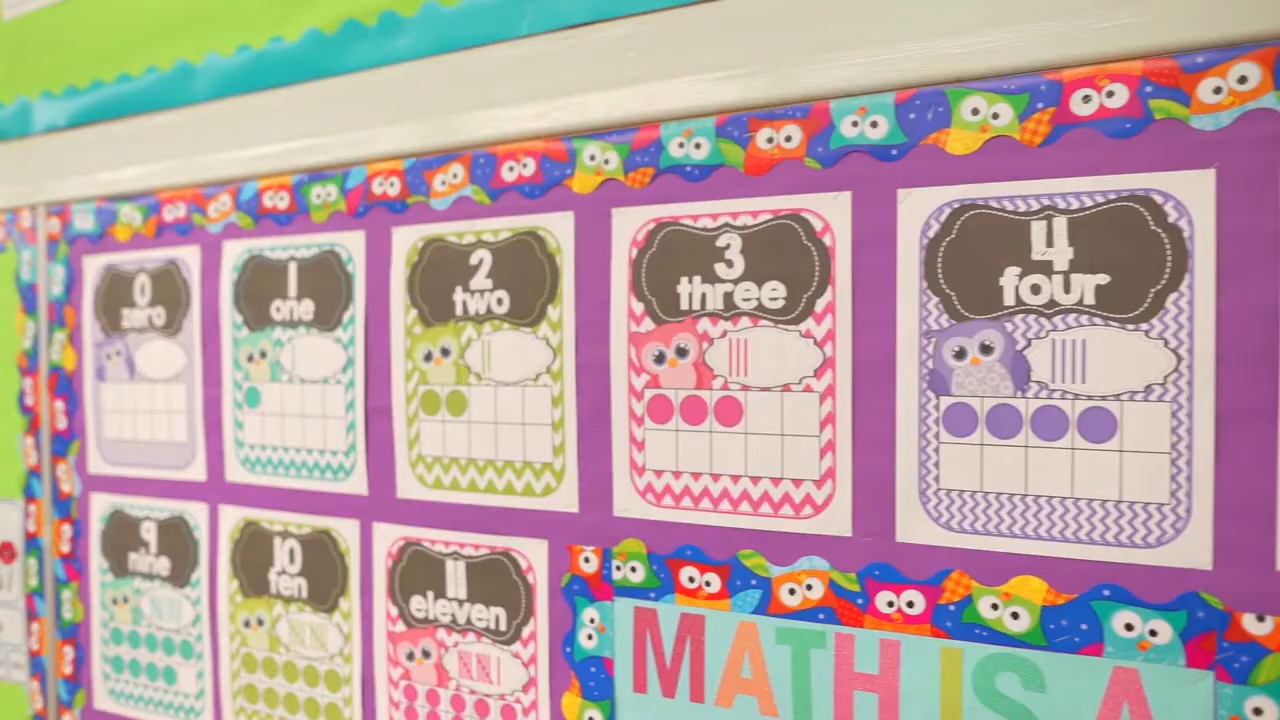 0
zero
1
one
2
two
3
three
4
four
9
nine
10
ten
11
eleven
MATH IS A